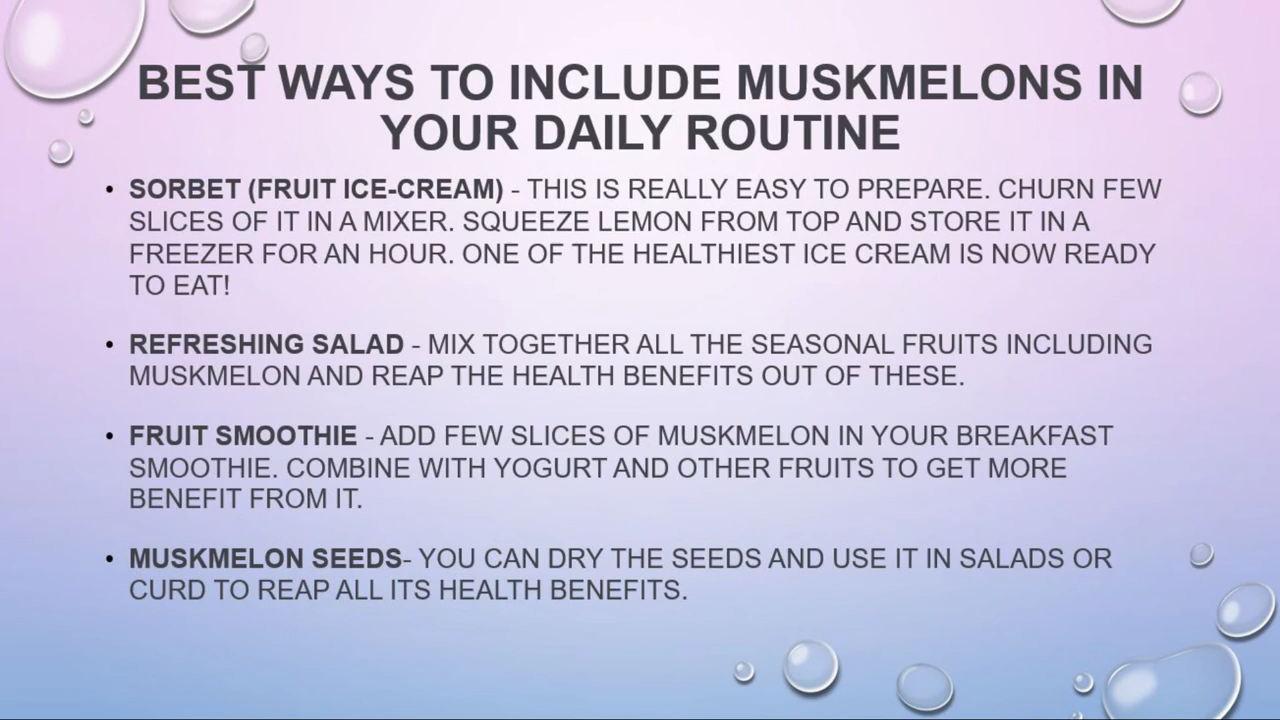 BEST WAYS TO INCLUDE MUSKMELONS IN
YOUR DAILY ROUTINE
• SORBET (FRUIT ICE-CREAM) - THIS IS REALLY EASY TO PREPARE. CHURN FEW
SLICES OF IT IN A MIXER. SQUEEZE LEMON FROM TOP AND STORE IT IN A
FREEZER FOR AN HOUR. ONE OF THE HEALTHIEST ICE CREAM IS NOW READY
TO EAT!
• REFRESHING SALAD - MIX TOGETHER ALL THE SEASONAL FRUITS INCLUDING
MUSKMELON AND REAP THE HEALTH BENEFITS OUT OF THESE.
• FRUIT SMOOTHIE - ADD FEW SLICES OF MUSKMELON IN YOUR BREAKFAST
SMOOTHIE. COMBINE WITH YOGURT AND OTHER FRUITS TO GET MORE
BENEFIT FROM IT.
• MUSKMELON SEEDS- YOU CAN DRY THE SEEDS AND USE IT IN SALADS OR
CURD TO REAP ALL ITS HEALTH BENEFITS.